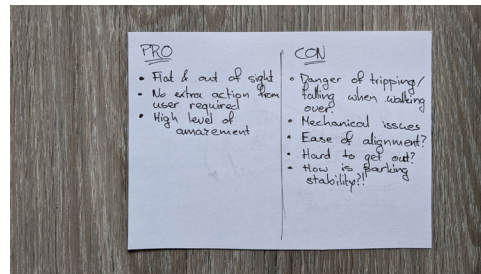 PRO
• Flat & out of sight
• No extra action from
user required
• High level of
amazement
CON
• Danger of tripping/
falling when walking
over.
• Mechanical issues
• Ease of alignment?
• Hard to get out?
• How is parking
stability?!